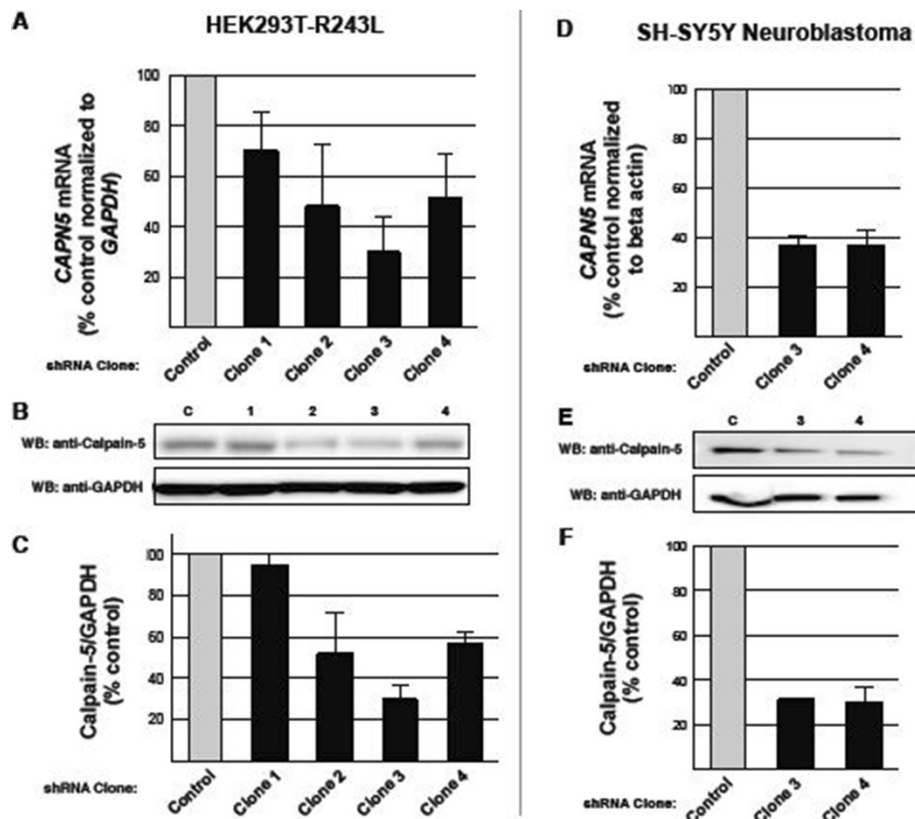 A
HEK293T-R243L
CAPN5 mRNA
(% control normalized to
GAPDH)
100
80
60
40
20
shRNA Clone:
Control
Clone 1
Clone 2
Clone 3
Clone 4
B
C 1 2 3 4
WB: anti-Calpain-5
WB: anti-GAPDH
C
Calpain-5/GAPDH
(% control)
100
80
60
40
20
shRNA Clone:
Control
Clone 1
Clone 2
Clone 3
Clone 4
D
SH-SY5Y Neuroblastoma
CAPN5 mRNA
(% control normalized
to beta actin)
100
80
60
40
20
shRNA Clone:
Control
Clone 3
Clone 4
E
C 3 4
WB: anti-Calpain-5
WB: anti-GAPDH
F
Calpain-5/GAPDH
(% control)
100
80
60
40
20
shRNA Clone:
Control
Clone 3
Clone 4